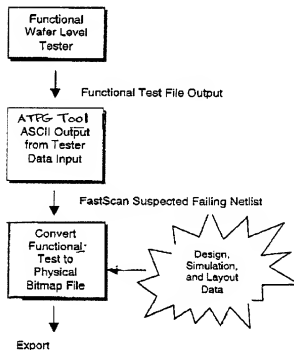 Functional
Wafer Level
Tester
Functional Test File Output
ATPG Tool
ASCII Output
from Tester
Data Input
FastScan Suspected Failing Netlist
Convert
Functional
Test to
Physical
Bitmap File
Design,
Simulation,
and Layout
Data
Export